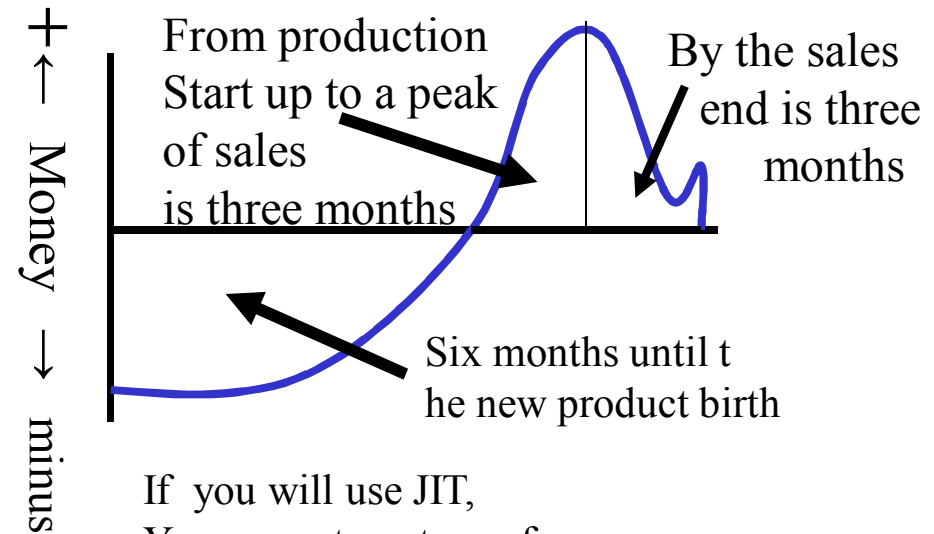 +
← Money → minus
From production
Start up to a peak
of sales
is three months
By the sales
end is three
months
Six months until t
he new product birth
If you will use JIT,